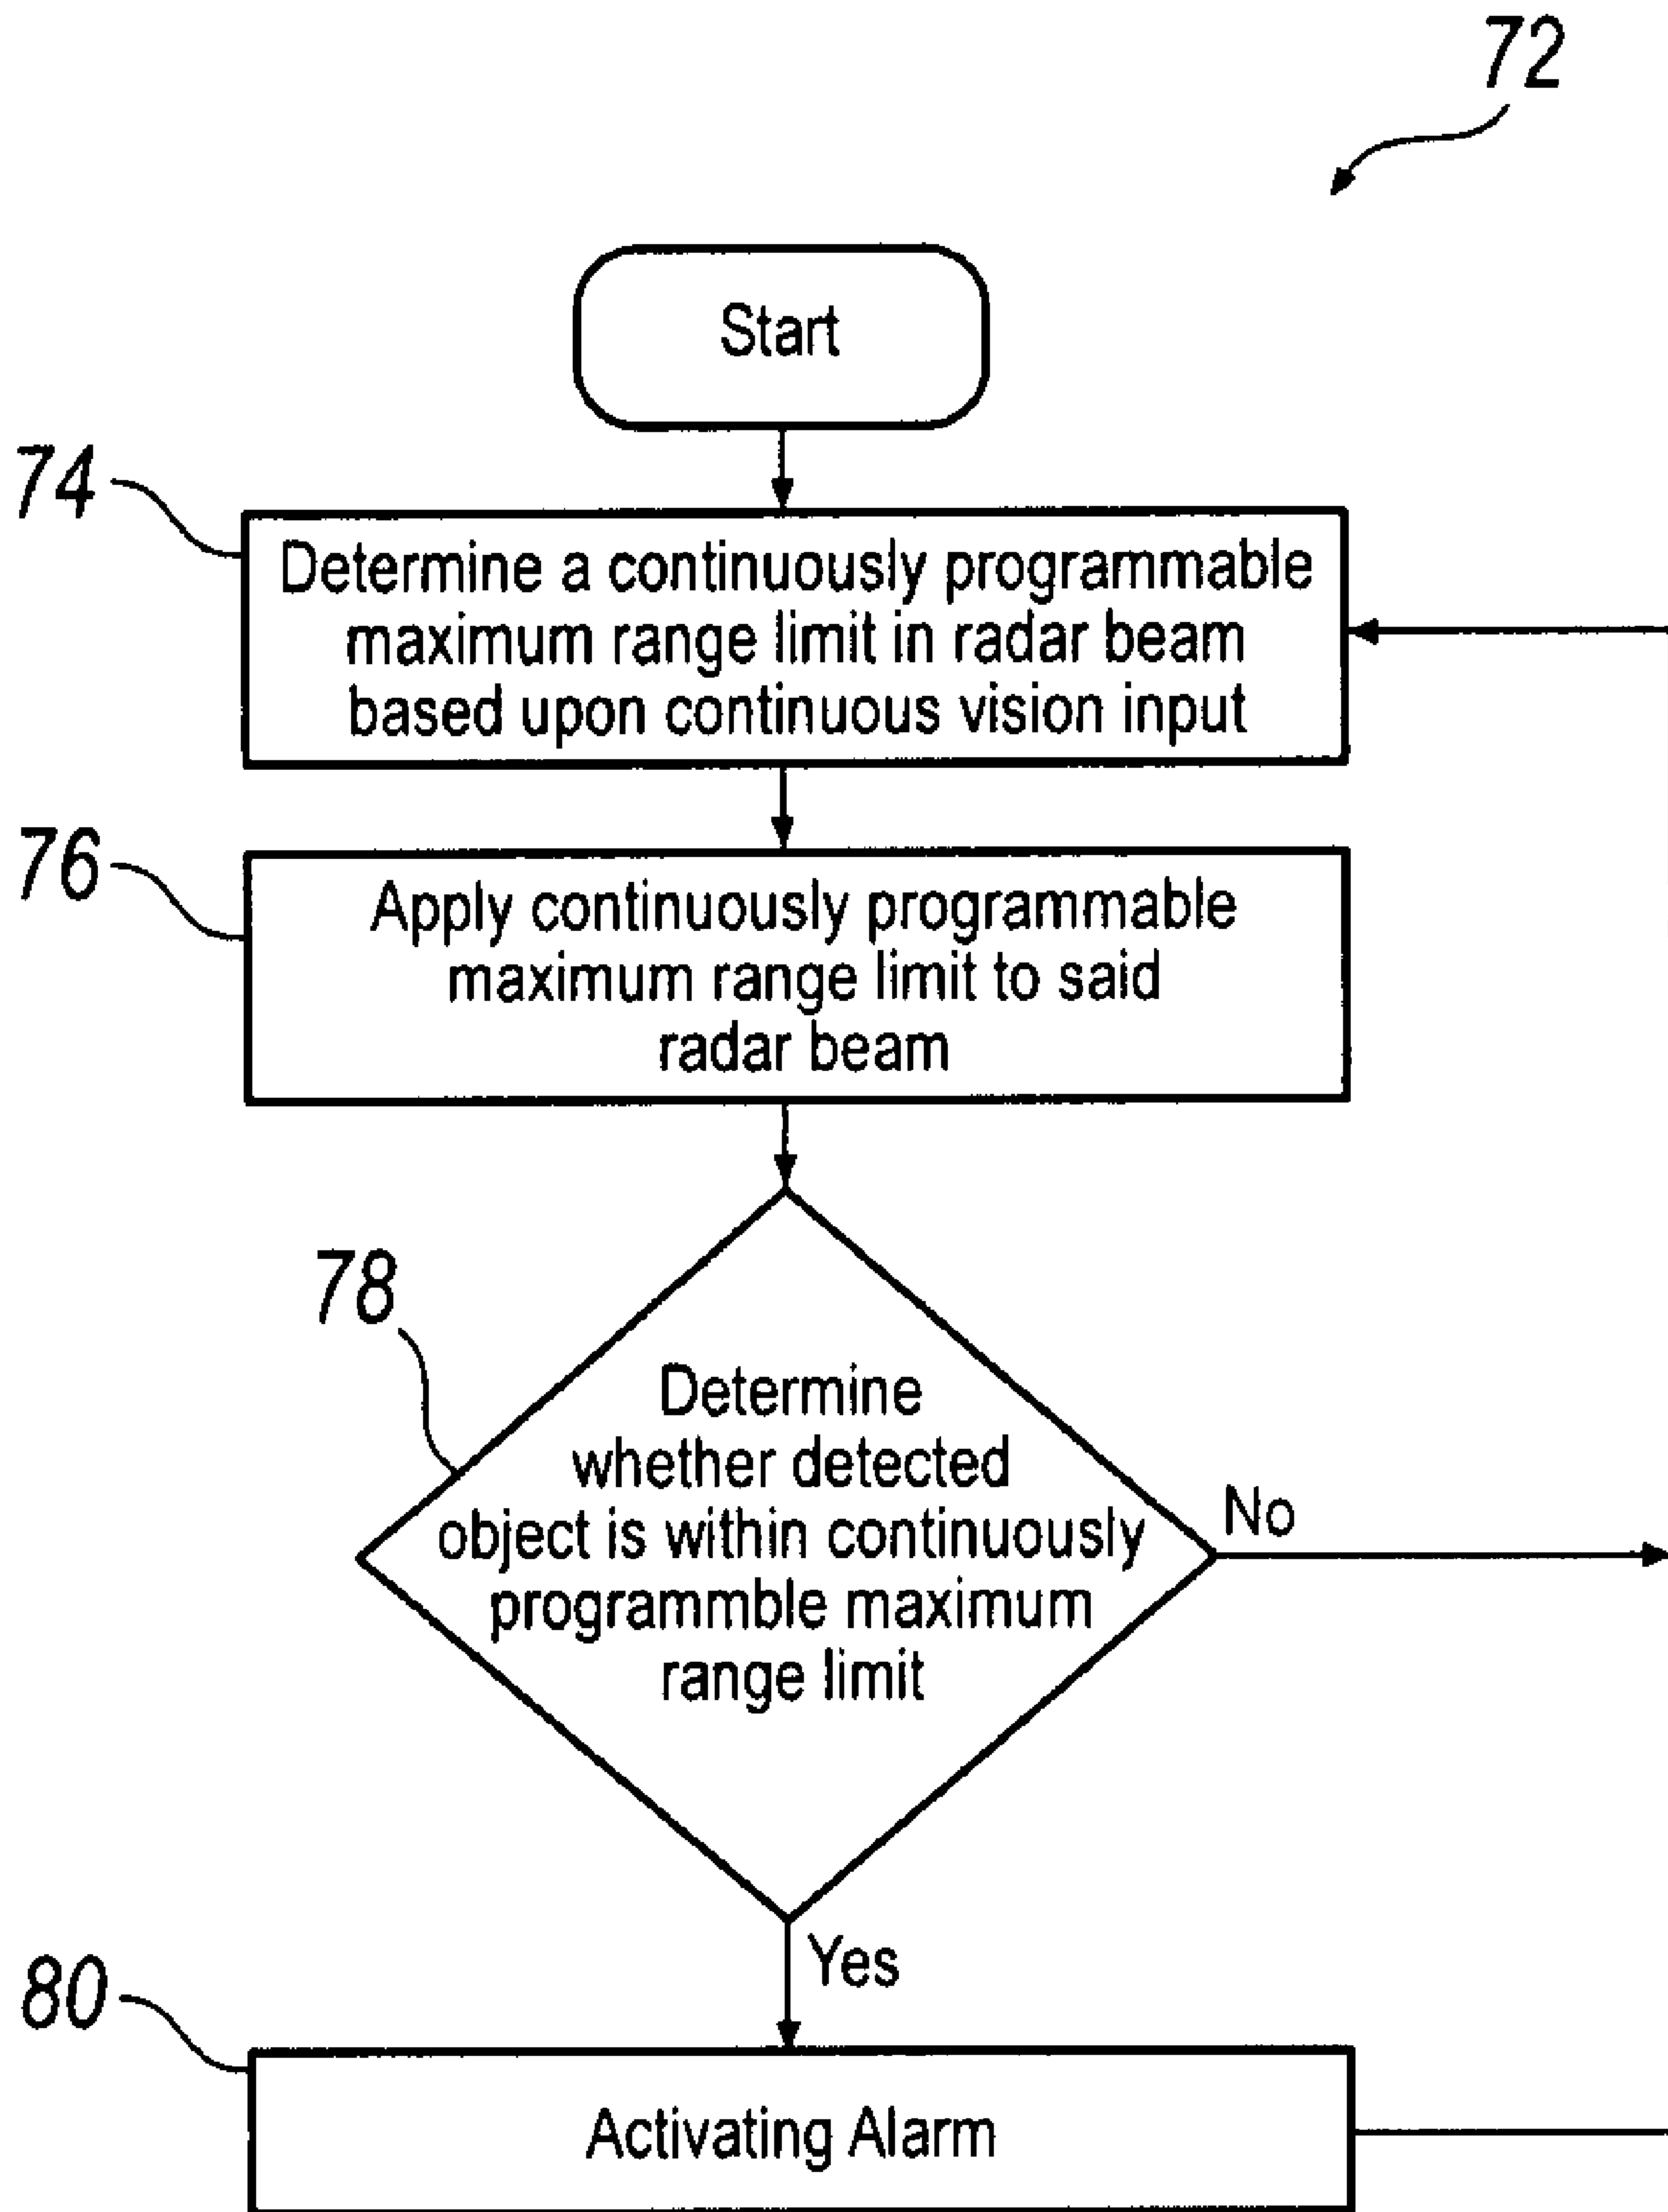 72
Start
74
Determine a continuously programmable
maximum range limit in radar beam
based upon continuous vision input
76
Apply continuously programmable
maximum range limit to said
radar beam
78
Determine
whether detected
object is within continuously
programmble maximum
range limit
No
Yes
80
Activating Alarm